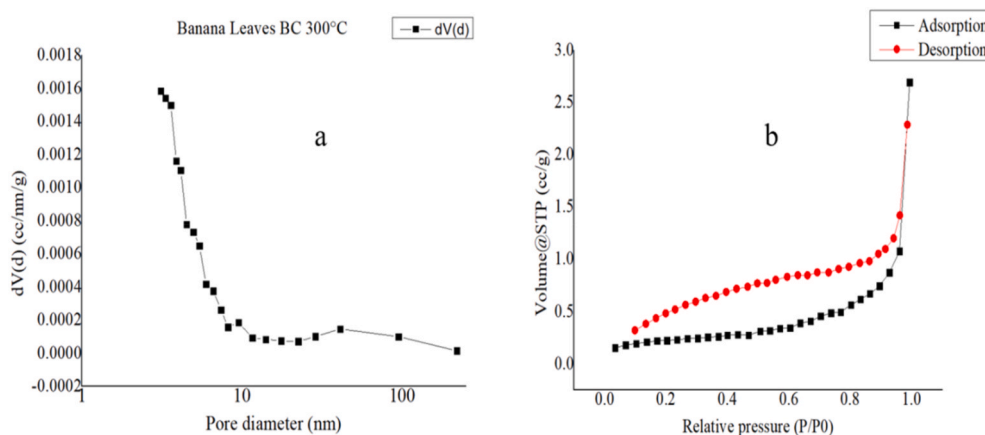 Banana Leaves BC 300°C
dV(d)
a
0.0018
0.0016
0.0014
0.0012
0.0010
0.0008
0.0006
0.0004
0.0002
0.0000
-0.0002
dV(d) (cc/nm/g)
1
10
100
Pore diameter (nm)
Adsorption
Desorption
b
3.0
2.5
2.0
1.5
1.0
0.5
0.0
Volume@STP (cc/g)
0.0
0.2
0.4
0.6
0.8
1.0
Relative pressure (P/P0)